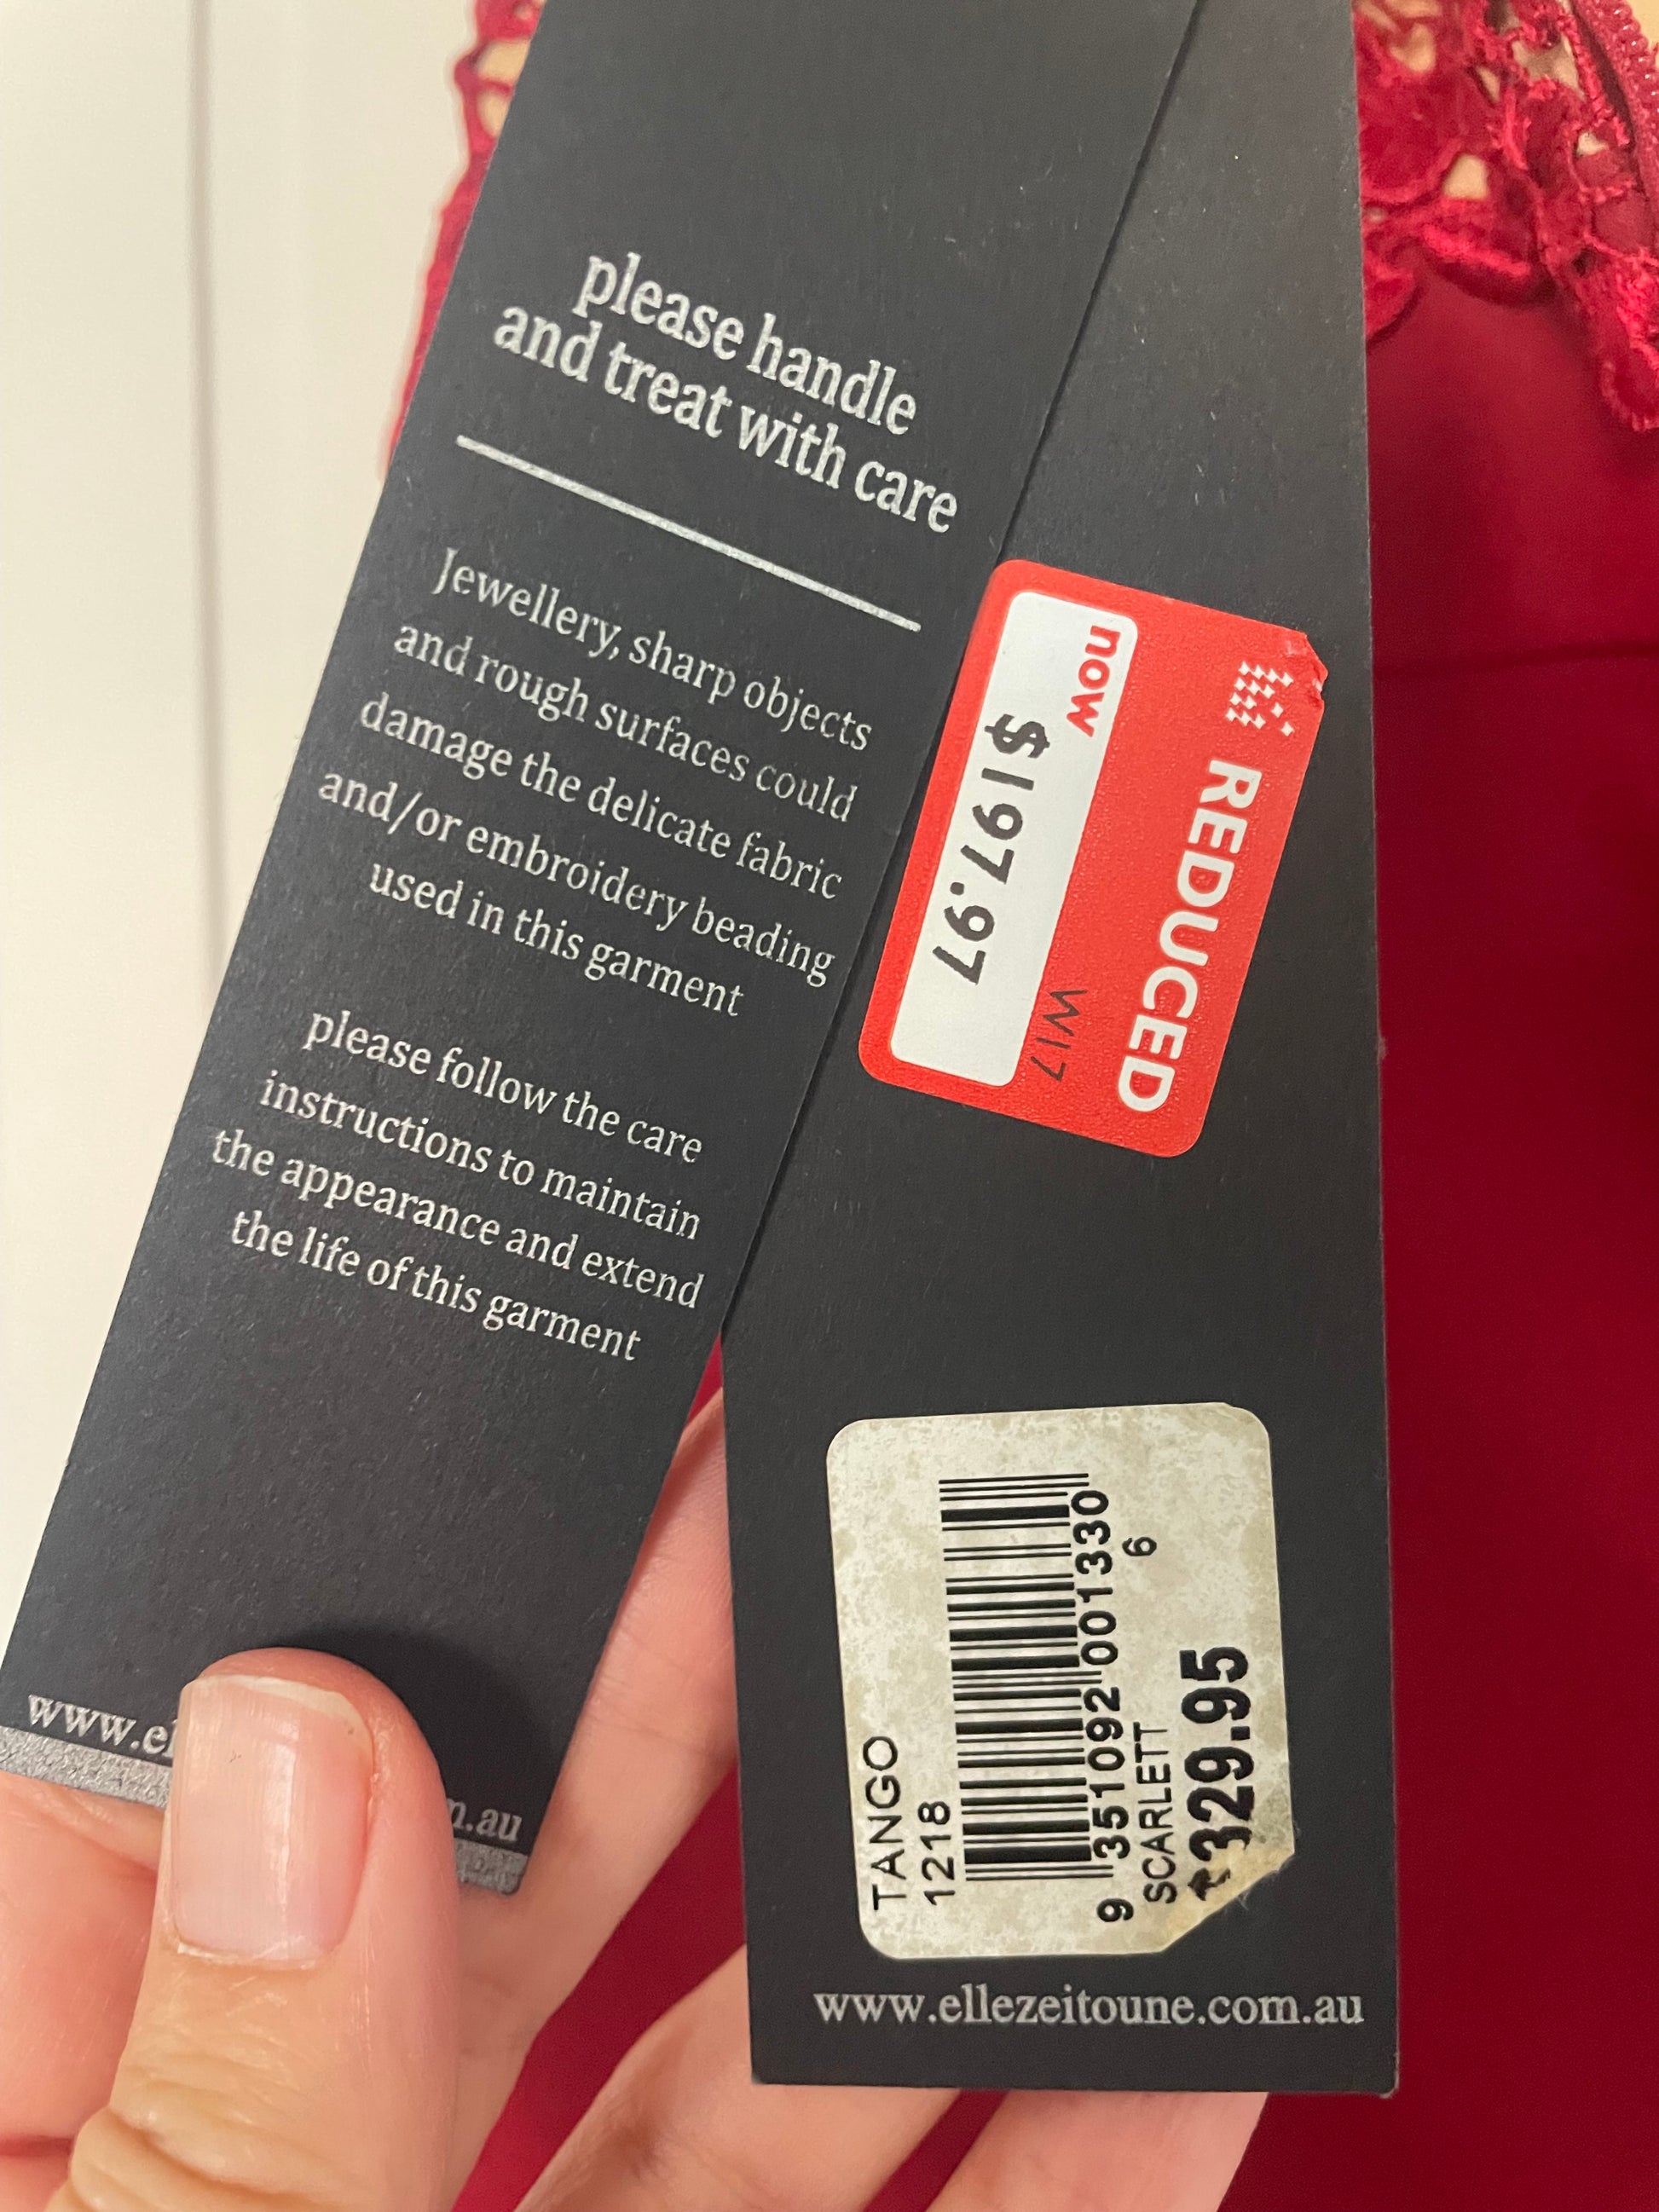 please handle
and treat with care
Jewellery, sharp objects
and rough surfaces could
damage the delicate fabric
and/or embroidery beading
used in this garment
please follow the care
instructions to maintain
the appearance and extend
the life of this garment
www.el
m.au
REDUCED
W17
now
$197.97
TANGO
1218
9 351092 001330
6
SCARLETT
$329.95
www.ellezeitoune.com.au